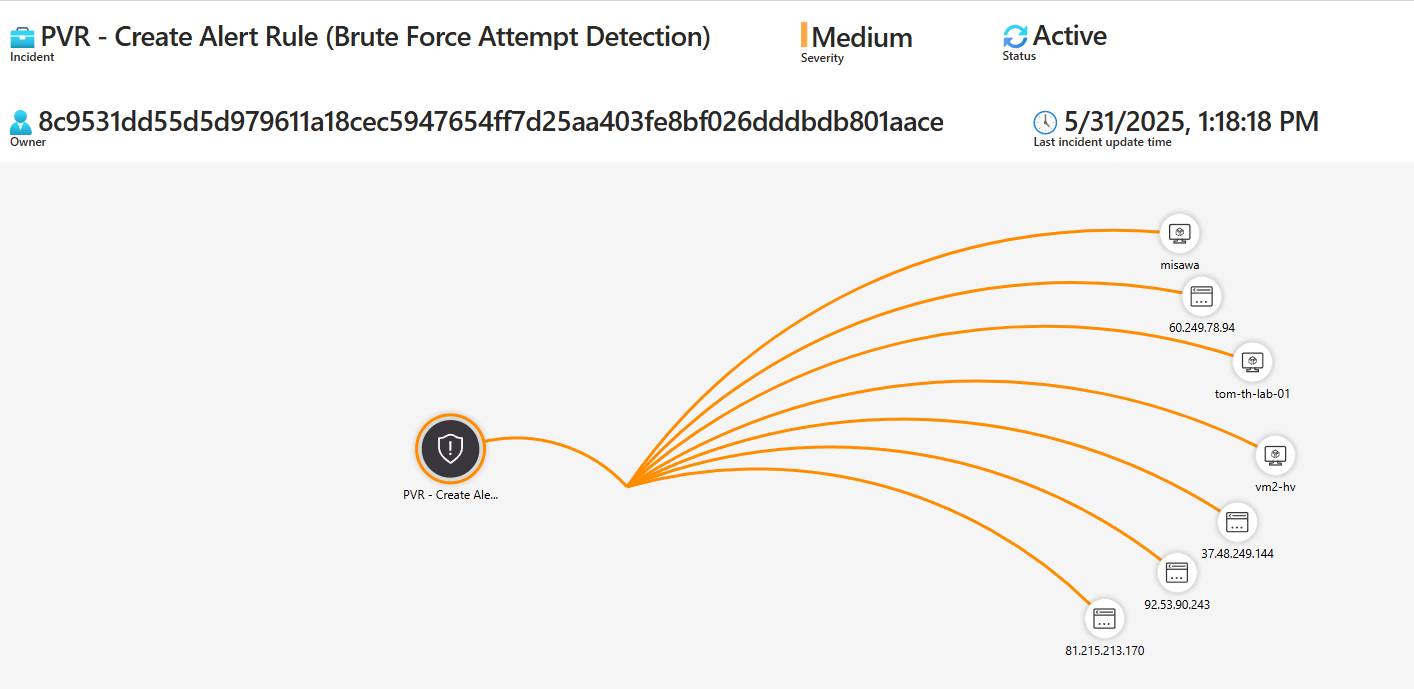 PVR - Create Alert Rule (Brute Force Attempt Detection)
Incident
Medium
Severity
Active
Status
8c9531dd55d5d979611a18cec5947654ff7d25aa403fe8bf026dddbdb801aace
Owner
5/31/2025, 1:18:18 PM
Last incident update time
misawa
60.249.78.94
tom-th-lab-01
vm2-hv
PVR - Create Ale...
37.48.249.144
92.53.90.243
81.215.213.170